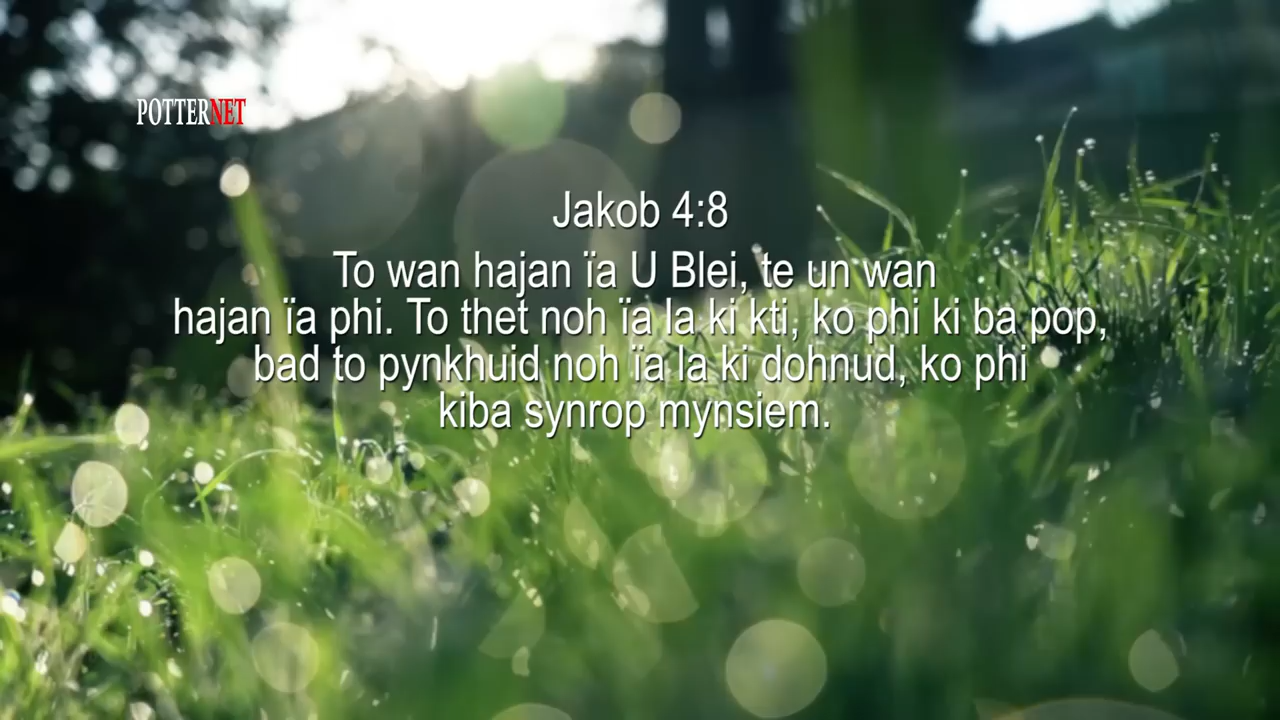 POTTERNET
Jakob 4:8
To wan hajan ïa U Blei, te un wan
hajan ïa phi. To thet noh ïa la ki kti, ko phi ki ba pop,
bad to pynkhuid noh ïa la ki dohnud, ko phi
kiba synrop mynsiem.